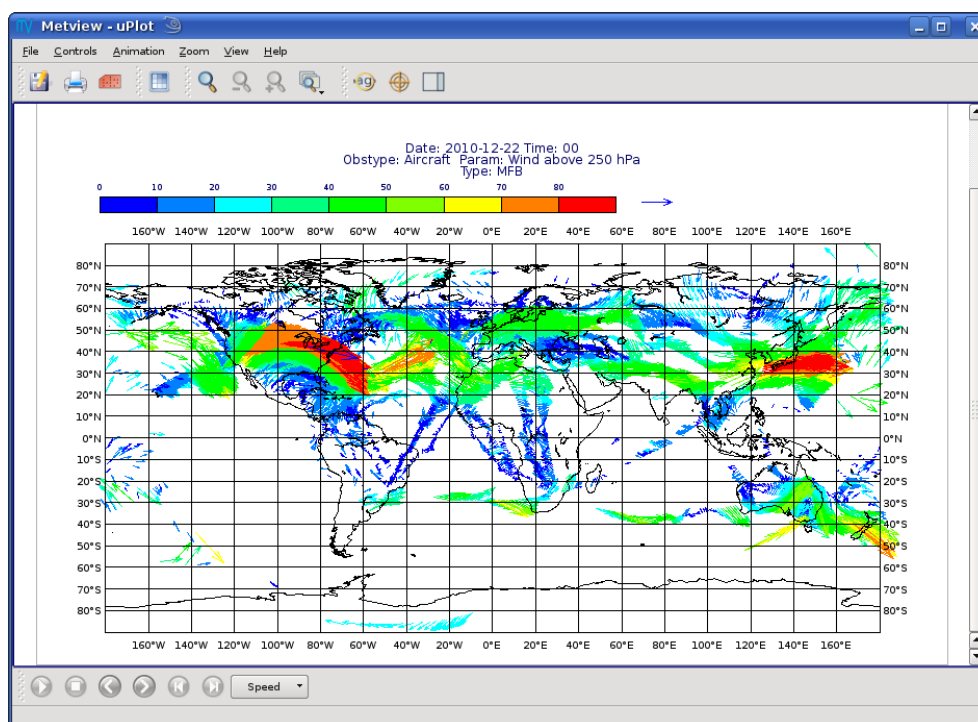 Metview - uPlot
File Controls Animation Zoom View Help
Date: 2010-12-22 Time: 00
Obstype: Aircraft Param: Wind above 250 hPa
Type: MFB
0 10 20 30 40 50 60 70 80
160°W 140°W 120°W 100°W 80°W 60°W 40°W 20°W 0°E 20°E 40°E 60°E 80°E 100°E 120°E 140°E 160°E
80°N 80°N
70°N 70°N
60°N 60°N
50°N 50°N
40°N 40°N
30°N 30°N
20°N 20°N
10°N 10°N
0°N 0°N
10°S 10°S
20°S 20°S
30°S 30°S
40°S 40°S
50°S 50°S
60°S 60°S
70°S 70°S
80°S 80°S
160°W 140°W 120°W 100°W 80°W 60°W 40°W 20°W 0°E 20°E 40°E 60°E 80°E 100°E 120°E 140°E 160°E
Speed